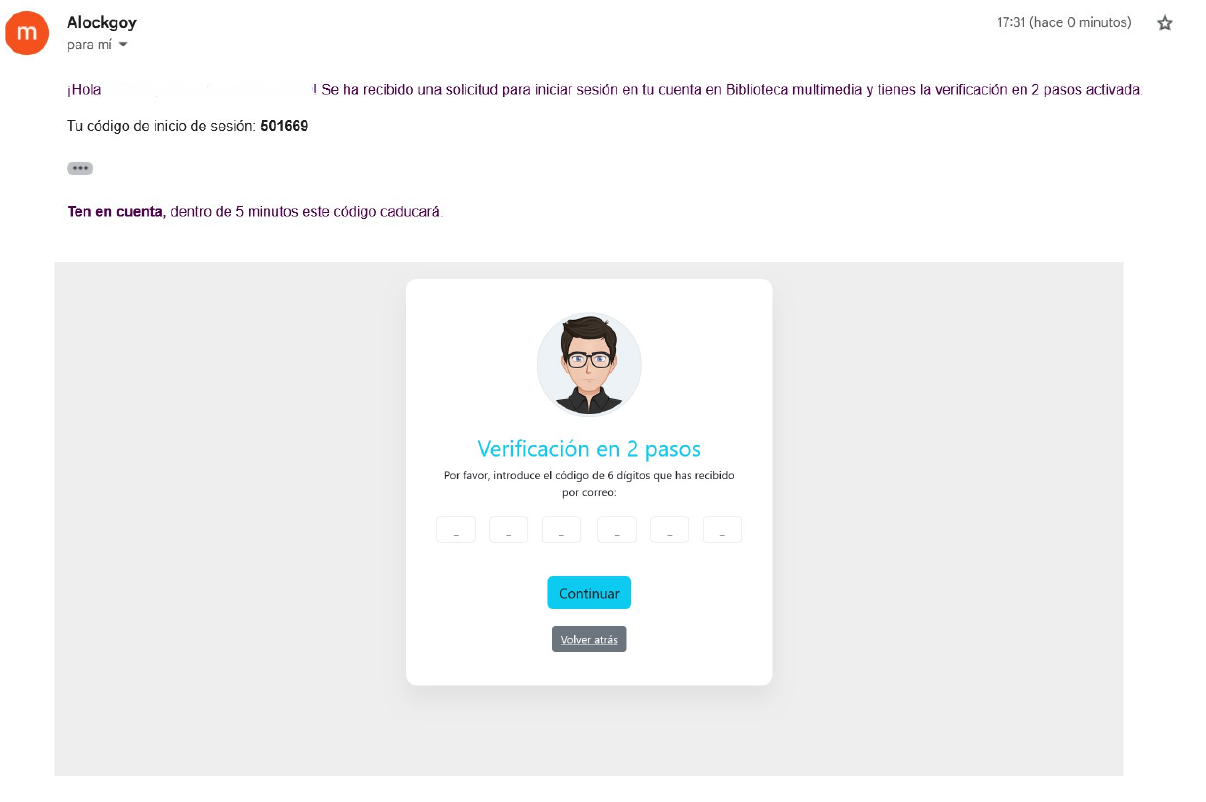 m
Alockgoy
17:31 (hace 0 minutos)
para mí
¡Hola ! Se ha recibido una solicitud para iniciar sesión en tu cuenta en Biblioteca multimedia y tienes la verificación en 2 pasos activada.
Tu código de inicio de sesión: 501669
Ten en cuenta, dentro de 5 minutos este código caducará.
Verificación en 2 pasos
Por favor, introduce el código de 6 dígitos que has recibido
por correo:
_ _ _ _ _ _
Continuar
Volver atrás